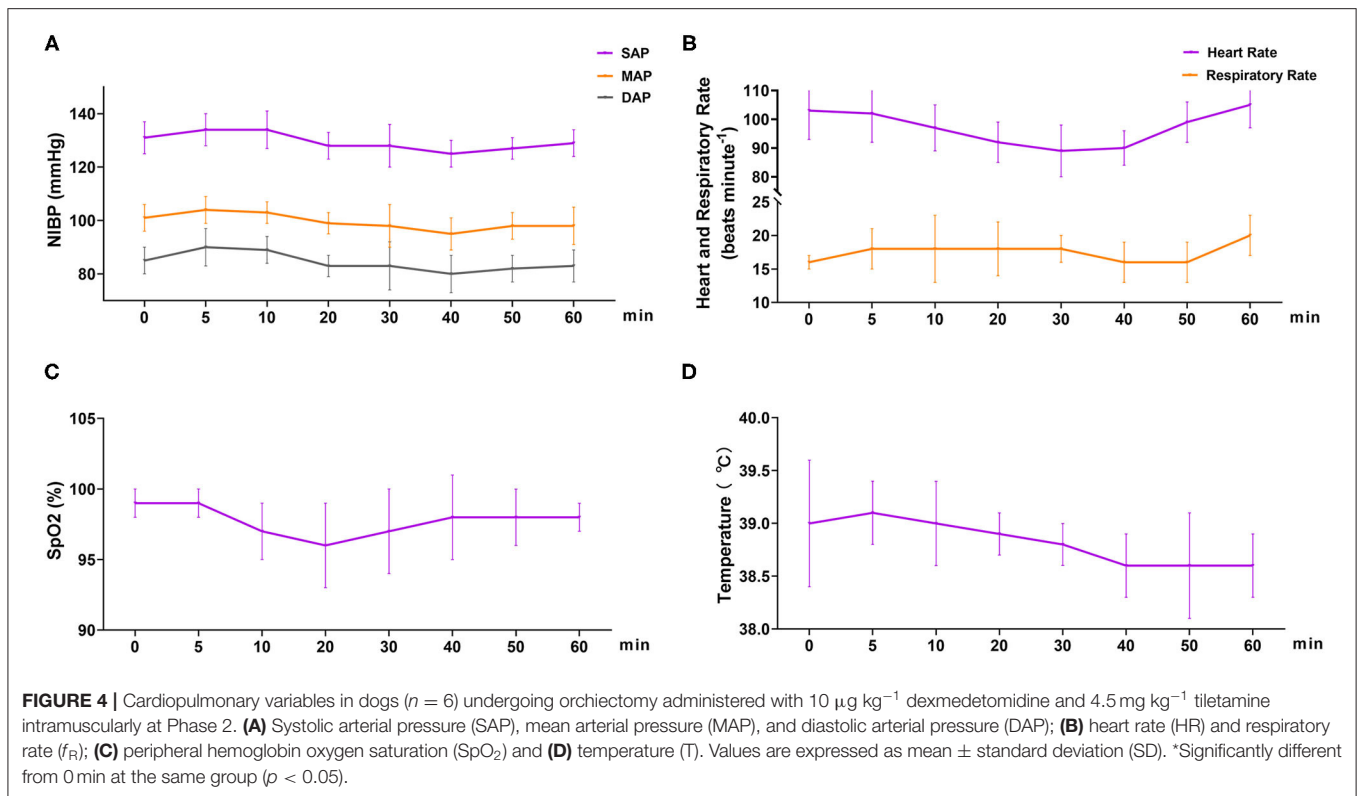 A
SAP
MAP
DAP
NIBP (mmHg)
140
120
100
80
0 5 10 20 30 40 50 60 min
B
Heart Rate
Respiratory Rate
Heart and Respiratory Rate
(beats minute⁻¹)
110
100
90
80
25
20
15
10
0 5 10 20 30 40 50 60 min
C
SpO2 (%)
105
100
95
90
0 5 10 20 30 40 50 60 min
D
Temperature ( °C)
40.0
39.5
39.0
38.5
38.0
0 5 10 20 30 40 50 60 min
FIGURE 4 | Cardiopulmonary variables in dogs (n = 6) undergoing orchiectomy administered with 10 μg kg⁻¹ dexmedetomidine and 4.5 mg kg⁻¹ tiletamine
intramuscularly at Phase 2. (A) Systolic arterial pressure (SAP), mean arterial pressure (MAP), and diastolic arterial pressure (DAP); (B) heart rate (HR) and respiratory
rate (fR); (C) peripheral hemoglobin oxygen saturation (SpO₂) and (D) temperature (T). Values are expressed as mean ± standard deviation (SD). *Significantly different
from 0 min at the same group (p < 0.05).